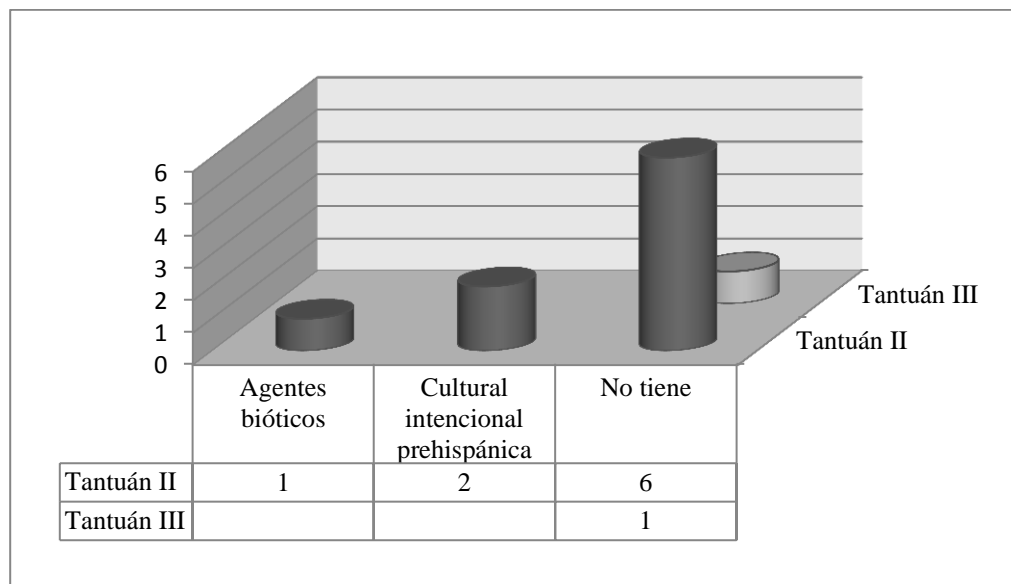 6
5
4
3
2
1
0
Tantuán III
Tantuán II
Agentes bióticos
Cultural intencional prehispánica
No tiene
Tantuán II 1 2 6
Tantuán III 1